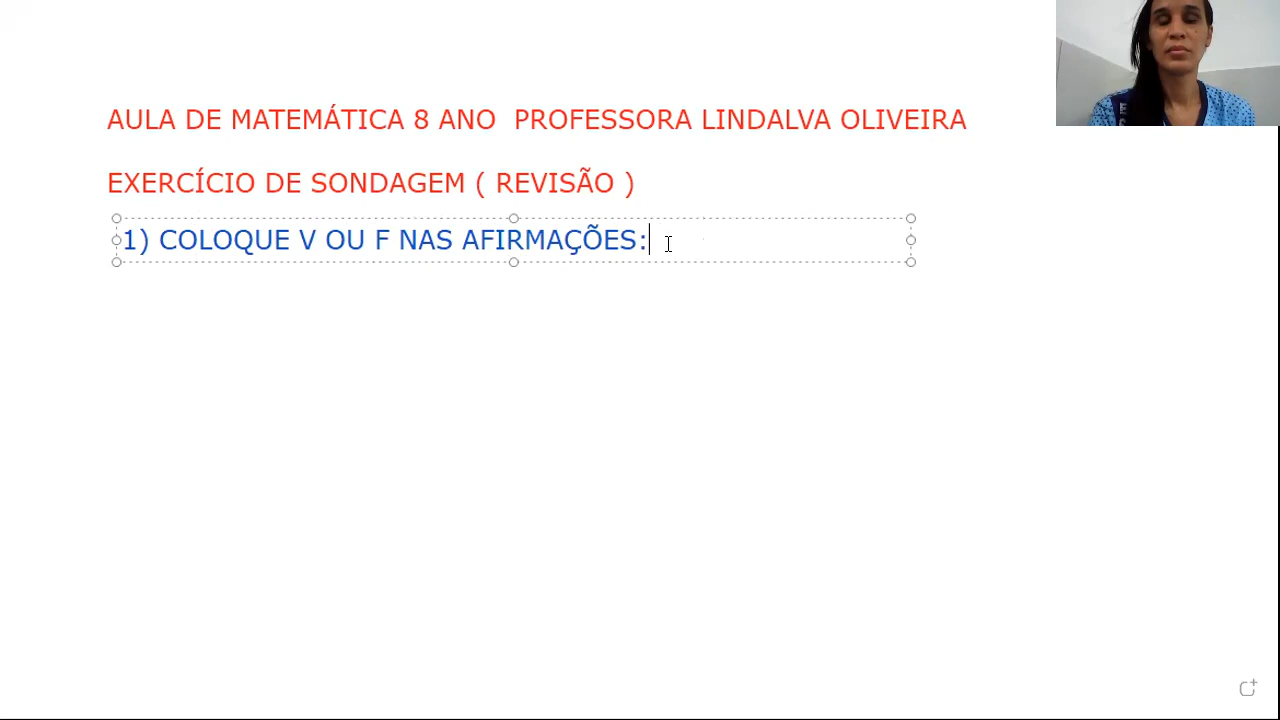 AULA DE MATEMÁTICA 8 ANO PROFESSORA LINDALVA OLIVEIRA
EXERCÍCIO DE SONDAGEM ( REVISÃO )
1) COLOQUE V OU F NAS AFIRMAÇÕES: